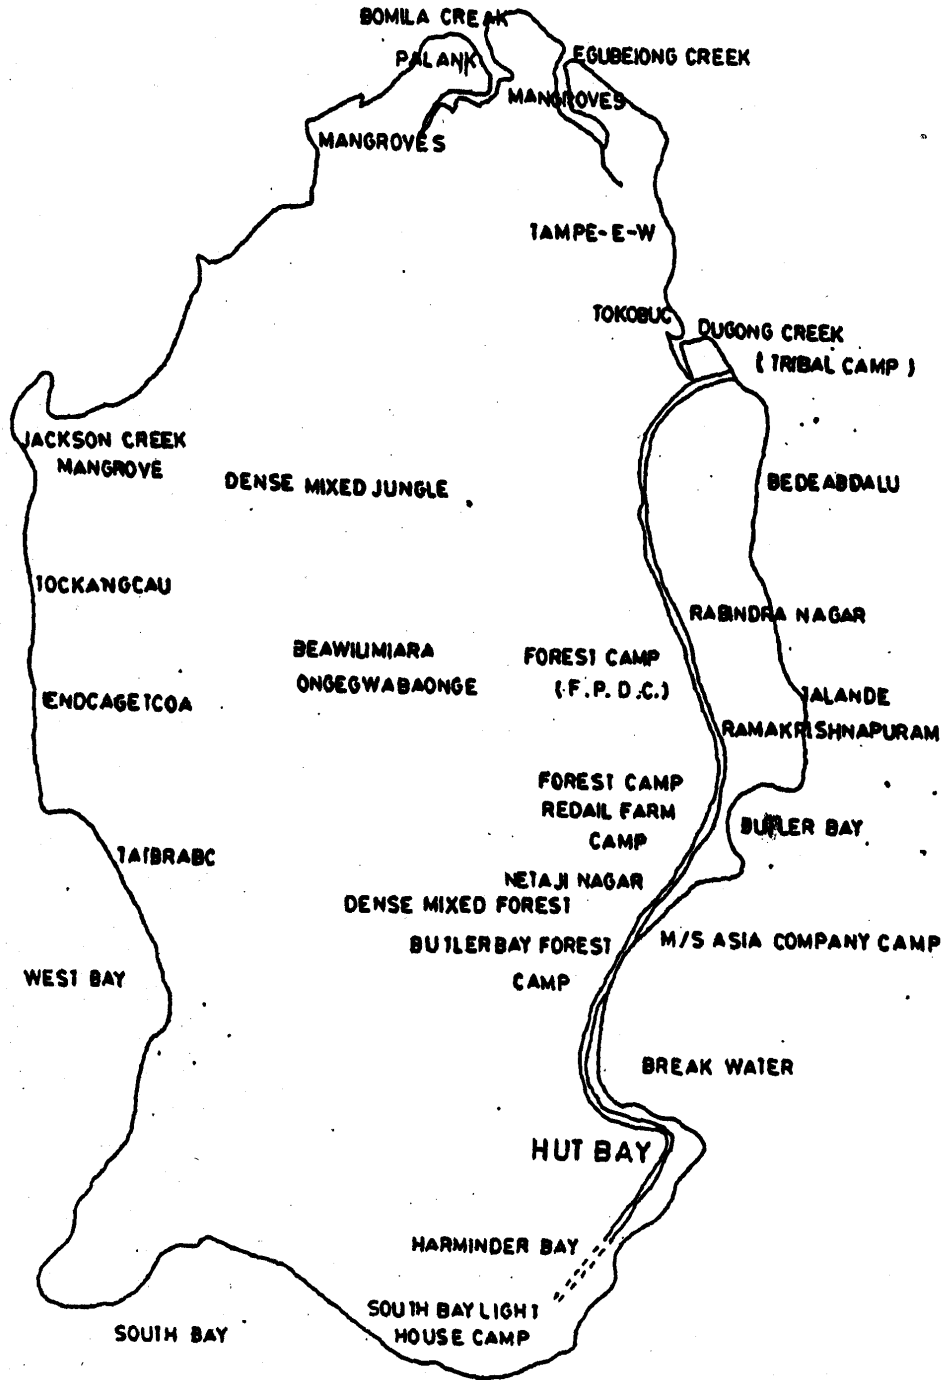 BOMILA CREAK
PALANK
EGUBEIONG CREEK
MANGROVES
MANGROVES
TAMPE-E-W
TOKOBUC
DUGONG CREEK
(TRIBAL CAMP)
JACKSON CREEK
MANGROVE
DENSE MIXED JUNGLE
BEDEABDALU
TOCKANGCAU
RABINDRA NAGAR
BEAWILIMIARA
ONGEGWABAONGE
FOREST CAMP
(F.P.D.C.)
ENDCAGETCOA
TALANDE
RAMAKRISHNAPURAM
FOREST CAMP
REDAIL FARM
CAMP
BUTLER BAY
TATBRABC
NETAJI NAGAR
DENSE MIXED FOREST
BUTLERBAY FOREST
CAMP
M/S ASIA COMPANY CAMP
WEST BAY
BREAK WATER
HUT BAY
HARMINDER BAY
SOUTH BAY LIGHT
HOUSE CAMP
SOUTH BAY